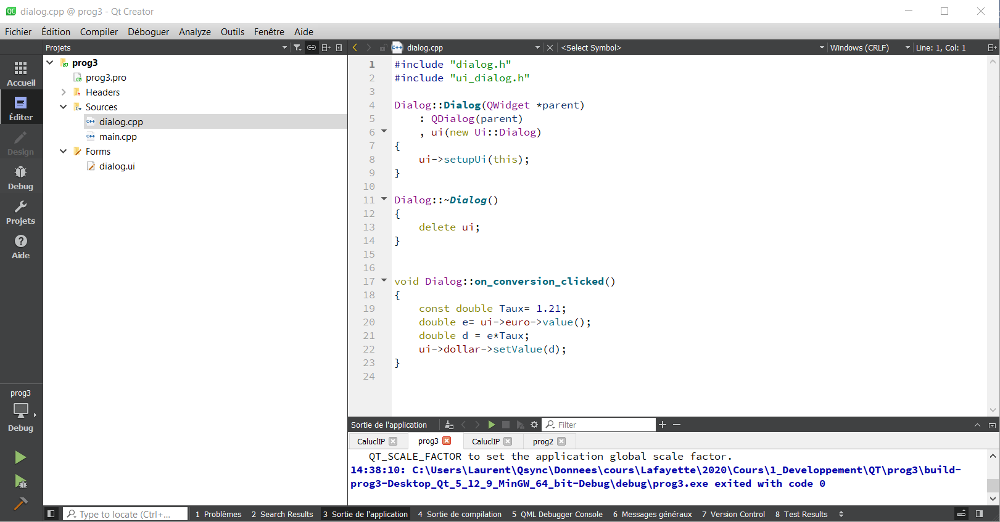 dialog.cpp @ prog3 - Qt Creator
Fichier Édition Compiler Déboguer Analyze Outils Fenêtre Aide
Projets
dialog.cpp
<Select Symbol>
Windows (CRLF)
Line: 1, Col: 1
Accueil
Éditer
Design
Debug
Projets
Aide
prog3
Debug
prog3
prog3.pro
Headers
Sources
dialog.cpp
main.cpp
Forms
dialog.ui
1 #include "dialog.h"
2 #include "ui_dialog.h"
3
4 Dialog::Dialog(QWidget *parent)
5     : QDialog(parent)
6     , ui(new Ui::Dialog)
7 {
8     ui->setupUi(this);
9 }
10
11 Dialog::~Dialog()
12 {
13     delete ui;
14 }
15
16
17 void Dialog::on_conversion_clicked()
18 {
19     const double Taux= 1.21;
20     double e= ui->euro->value();
21     double d = e*Taux;
22     ui->dollar->setValue(d);
23 }
24
Sortie de l'application
Filter
CaluclIP prog3 CaluclIP prog2
QT_SCALE_FACTOR to set the application global scale factor.
14:38:10: C:\Users\Laurent\Qsync\Donnees\cours\Lafayette\2020\Cours\1_Developpement\QT\prog3\build-
prog3-Desktop_Qt_5_12_9_MinGW_64_bit-Debug\debug\prog3.exe exited with code 0
Type to locate (Ctrl+...
1 Problèmes 2 Search Results 3 Sortie de l'application 4 Sortie de compilation 5 QML Debugger Console 6 Messages généraux 7 Version Control 8 Test Results